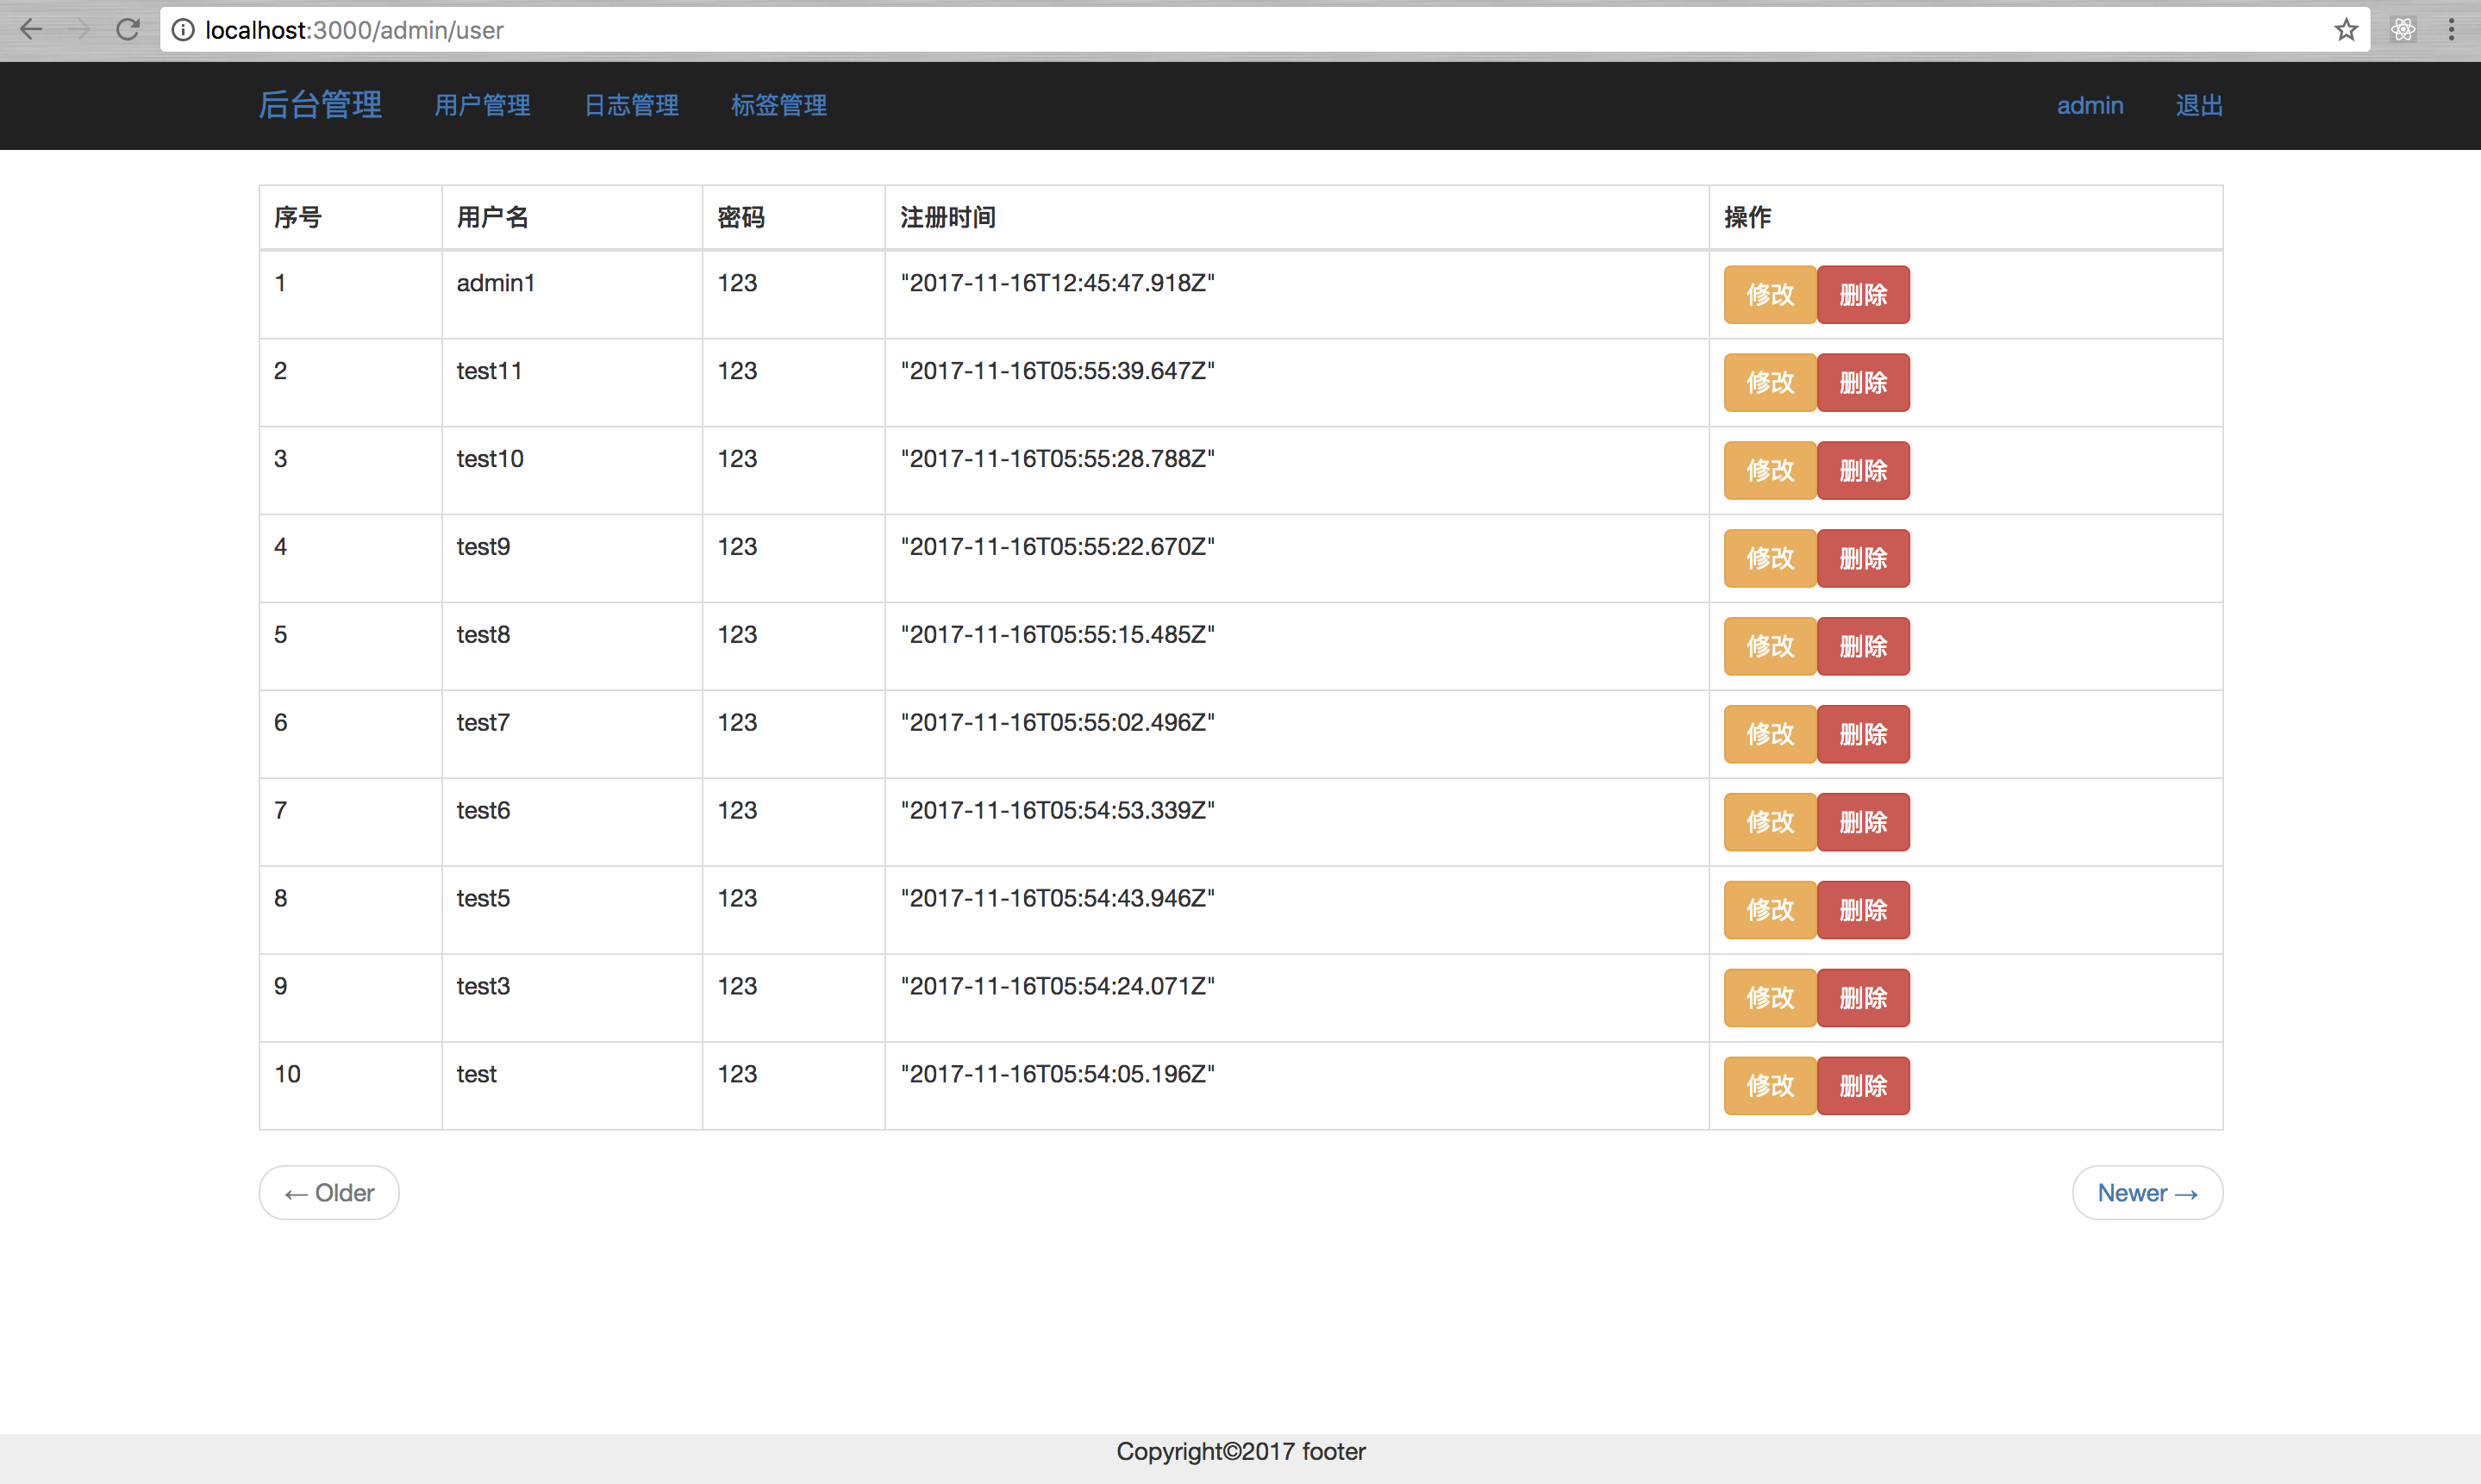 localhost:3000/admin/user
后台管理 用户管理 日志管理 标签管理 admin 退出
序号 用户名 密码 注册时间 操作
1 admin1 123 "2017-11-16T12:45:47.918Z" 修改 删除
2 test11 123 "2017-11-16T05:55:39.647Z" 修改 删除
3 test10 123 "2017-11-16T05:55:28.788Z" 修改 删除
4 test9 123 "2017-11-16T05:55:22.670Z" 修改 删除
5 test8 123 "2017-11-16T05:55:15.485Z" 修改 删除
6 test7 123 "2017-11-16T05:55:02.496Z" 修改 删除
7 test6 123 "2017-11-16T05:54:53.339Z" 修改 删除
8 test5 123 "2017-11-16T05:54:43.946Z" 修改 删除
9 test3 123 "2017-11-16T05:54:24.071Z" 修改 删除
10 test 123 "2017-11-16T05:54:05.196Z" 修改 删除
← Older Newer →
Copyright©2017 footer